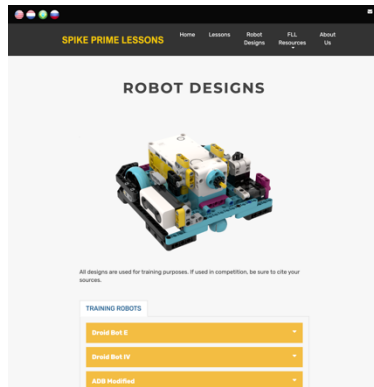 SPIKE PRIME LESSONS
Home Lessons Robot Designs FLL Resources About Us
ROBOT DESIGNS
All designs are used for training purposes. If used in competition, be sure to cite your
sources.
TRAINING ROBOTS
Droid Bot E
Droid Bot IV
ADB Modified